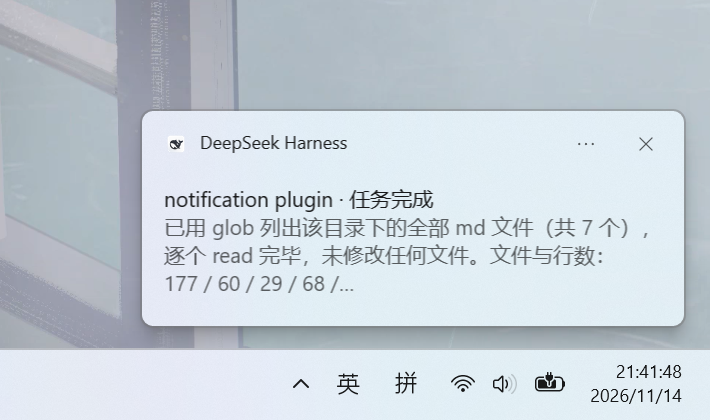 DeepSeek Harness
notification plugin · 任务完成
已用 glob 列出该目录下的全部 md 文件（共 7 个），
逐个 read 完毕，未修改任何文件。文件与行数：
177 / 60 / 29 / 68 /...
英 拼 21:41:48
2026/11/14